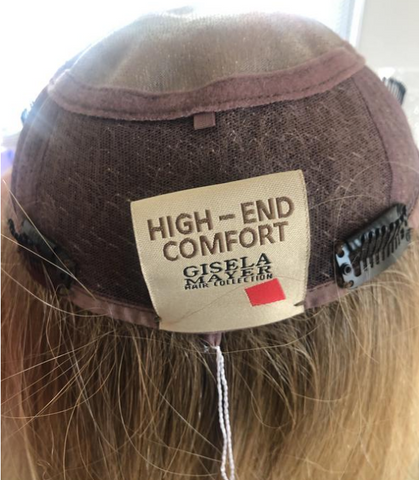 HIGH – END
COMFORT
GISELA
MAYER
HAIR COLLECTION